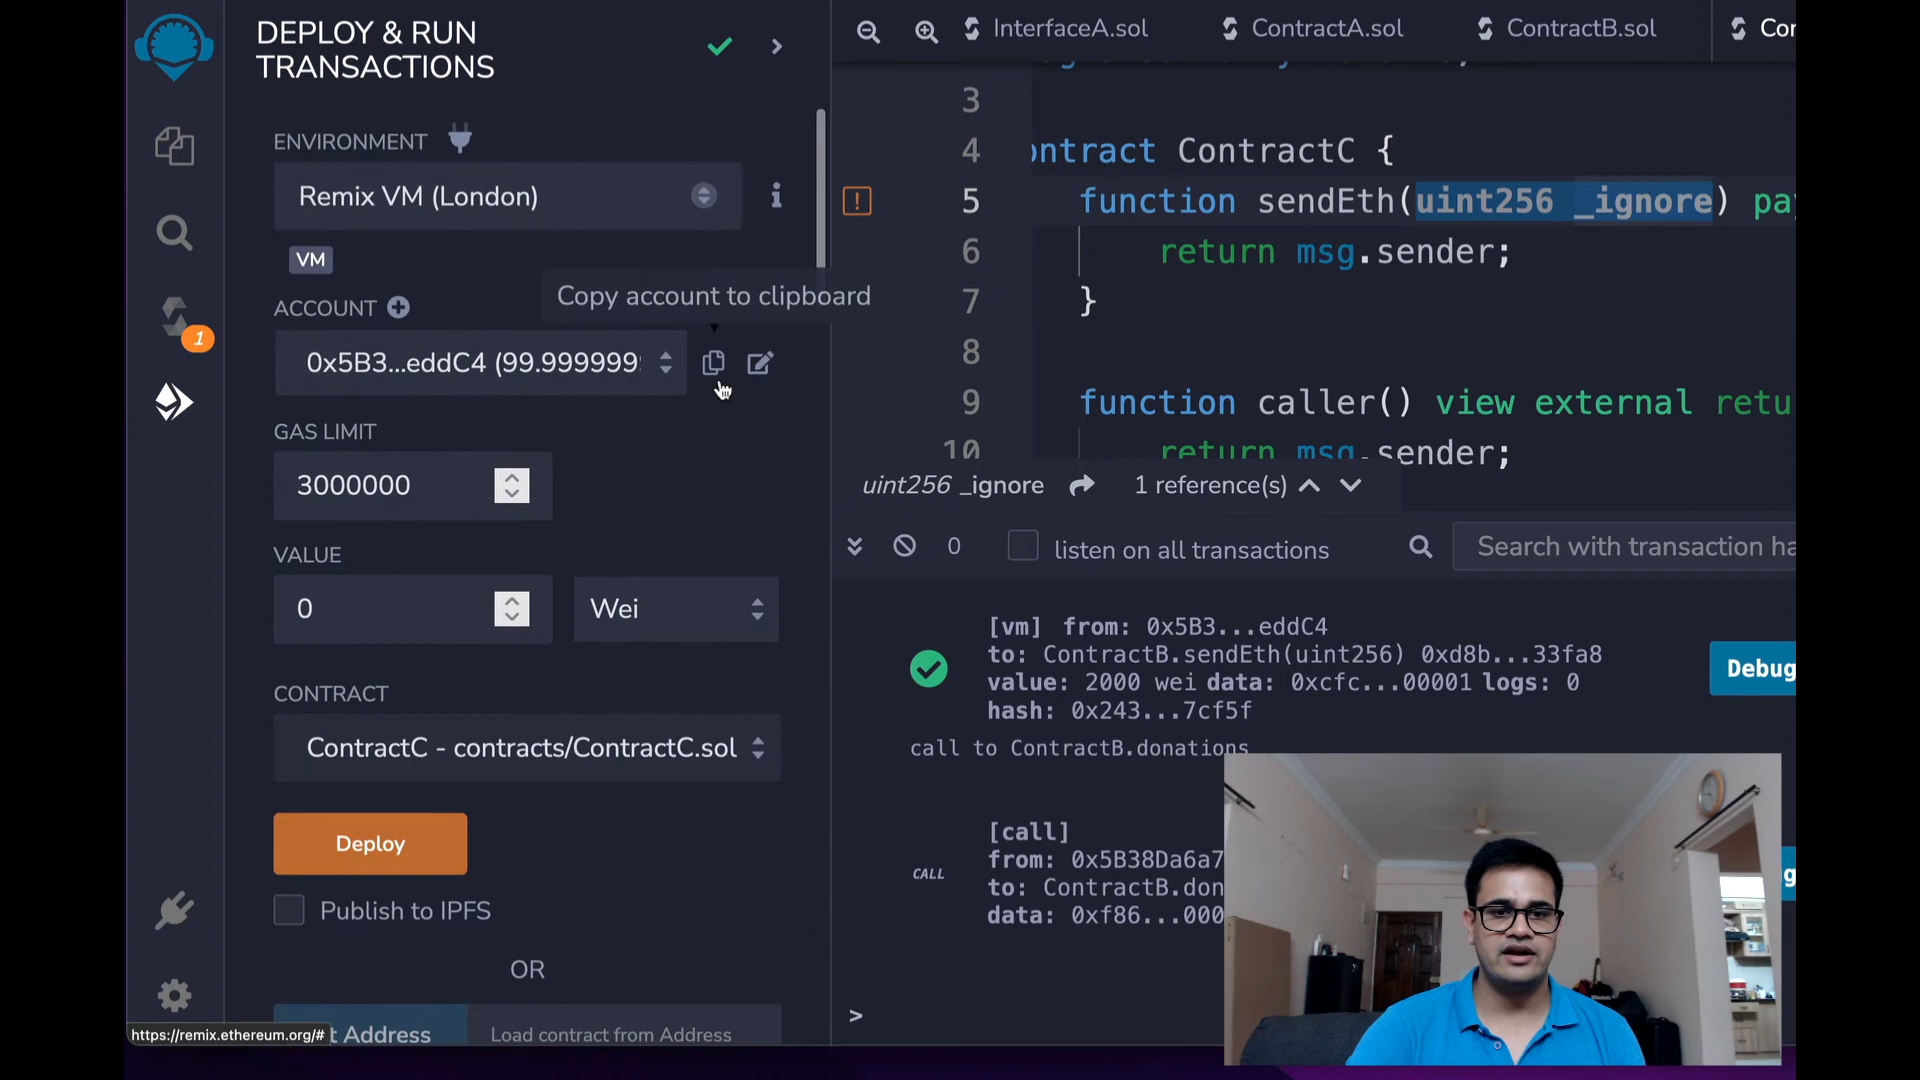 DEPLOY & RUN
TRANSACTIONS
ENVIRONMENT
Remix VM (London)
VM
Copy account to clipboard
ACCOUNT
0x5B3...eddC4 (99.999999
GAS LIMIT
3000000
VALUE
0
Wei
CONTRACT
ContractC - contracts/ContractC.sol
Deploy
Publish to IPFS
OR
t Address
Load contract from Address
https://remix.ethereum.org/#
1
InterfaceA.sol
ContractA.sol
ContractB.sol
Con
3
4 ontract ContractC {
5 function sendEth(uint256 _ignore) pa
6 return msg.sender;
7 }
8
9 function caller() view external retu
10 return msg.sender;
uint256 _ignore
1 reference(s)
0
listen on all transactions
Search with transaction ha
[vm] from: 0x5B3...eddC4
to: ContractB.sendEth(uint256) 0xd8b...33fa8
value: 2000 wei data: 0xcfc...00001 logs: 0
hash: 0x243...7cf5f
Debug
call to ContractB.donations
CALL
[call]
from: 0x5B38Da6a7
to: ContractB.don
data: 0xf86...000
g
>